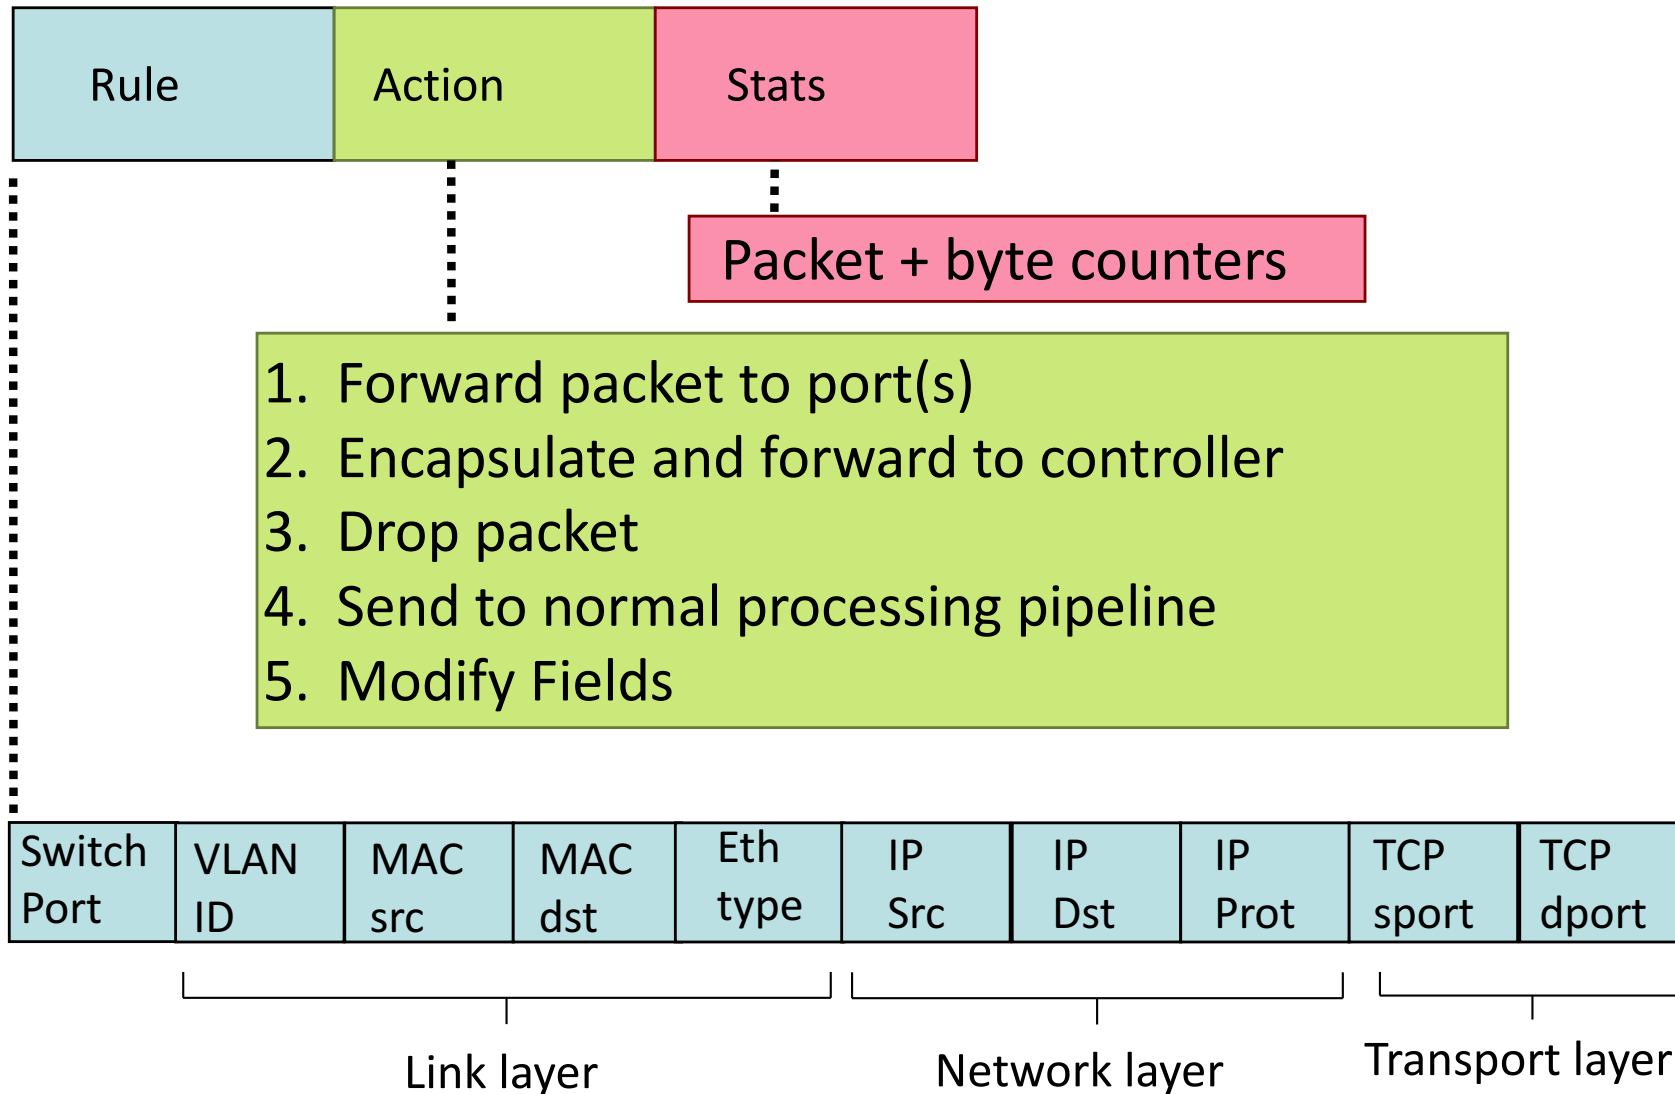 Rule
Action
Stats
Packet + byte counters
1. Forward packet to port(s)
2. Encapsulate and forward to controller
3. Drop packet
4. Send to normal processing pipeline
5. Modify Fields
Switch
Port
VLAN
ID
MAC
src
MAC
dst
Eth
type
IP
Src
IP
Dst
IP
Prot
TCP
sport
TCP
dport
Link layer
Network layer
Transport layer